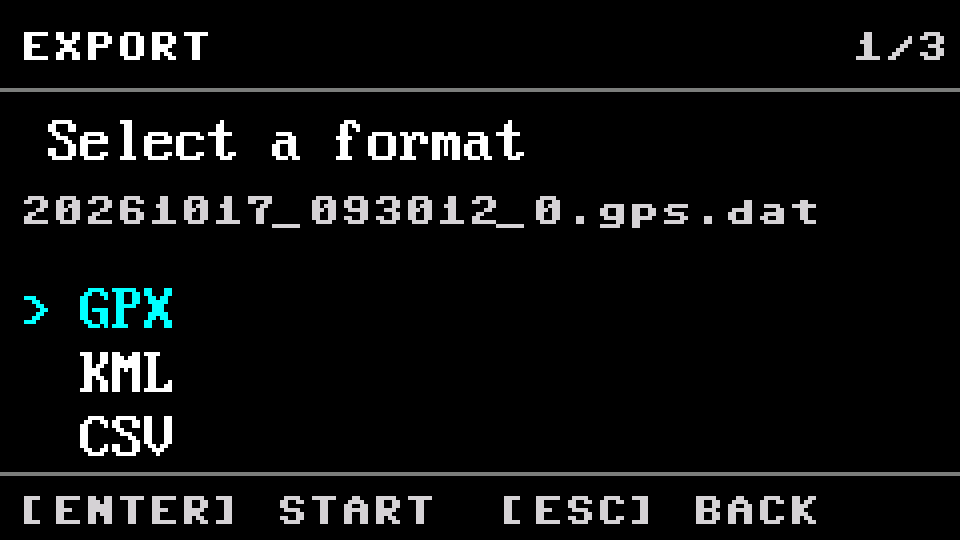 EXPORT 1/3
Select a format
20261017_093012_0.gps.dat
> GPX
KML
CSV
[ENTER] START [ESC] BACK